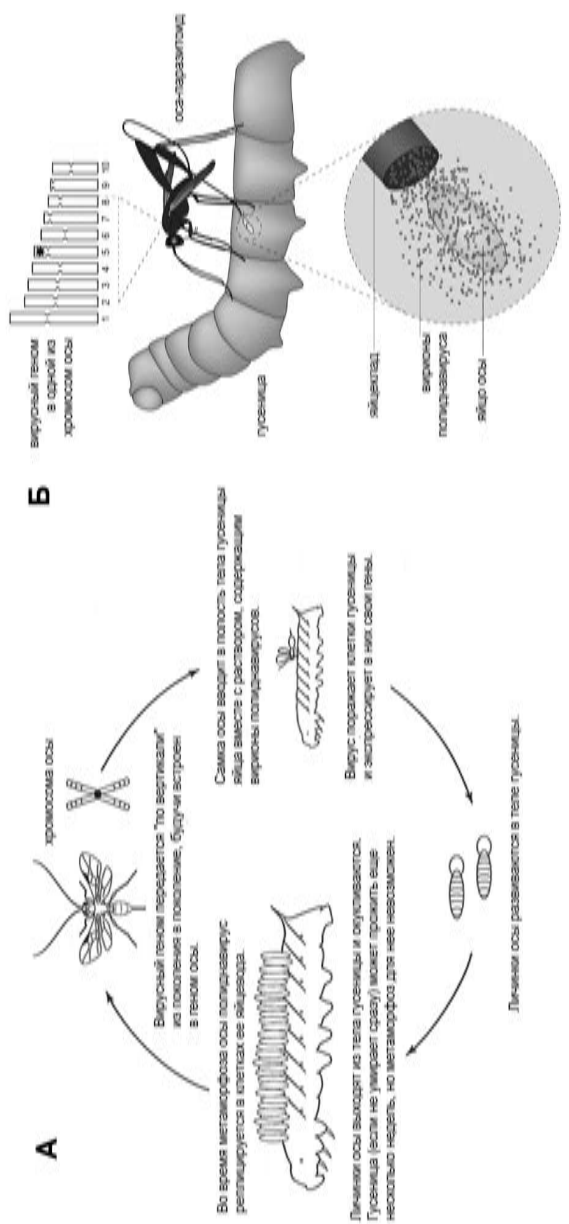 А
хромосома осы
Вирусный геном передается "по вертикали"
из поколения в поколение, будучи встроен
в геном осы.
Самка осы вводит в полость тела гусеницы
яйца вместе с раствором, содержащим
вирионы полиднавирусов.
Вирус поражает клетки гусеницы
и экспрессирует в них свои гены.
Личинки осы развиваются в теле гусеницы.
Личинки осы выходят из тела гусеницы и окукливаются.
Гусеница (если не умирает сразу) может прожить еще
несколько недель, но метаморфоз для нее невозможен.
Во время метаморфоза осы полиднавирус
реплицируется в клетках ее яйцевода.
Б
вирусный геном
в одной из
хромосом осы
1 2 3 4 5 6 7 8 9 10
оса-паразитоид
гусеница
яйцеклад
вирионы
полиднавируса
яйцо осы